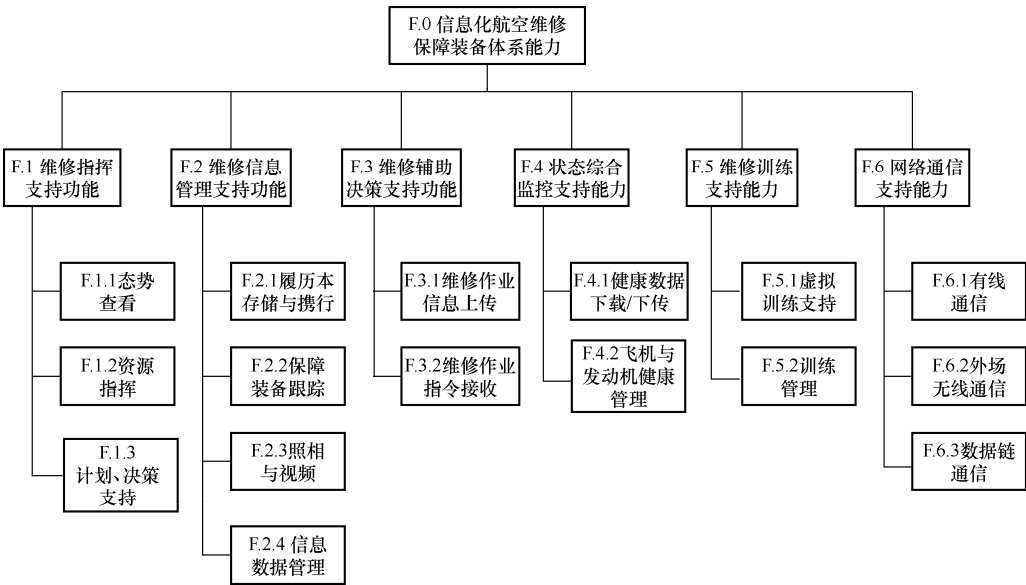 F.0 信息化航空维修
保障装备体系能力
F.1 维修指挥
支持功能
F.2 维修信息
管理支持功能
F.3 维修辅助
决策支持功能
F.4 状态综合
监控支持能力
F.5 维修训练
支持能力
F.6 网络通信
支持能力
F.1.1态势
查看
F.1.2资源
指挥
F.1.3
计划、决策
支持
F.2.1履历本
存储与携行
F.2.2保障
装备跟踪
F.2.3照相
与视频
F.2.4 信息
数据管理
F.3.1维修作业
信息上传
F.3.2维修作业
指令接收
F.4.1健康数据
下载/下传
F.4.2飞机与
发动机健康
管理
F.5.1虚拟
训练支持
F.5.2训练
管理
F.6.1有线
通信
F.6.2外场
无线通信
F.6.3数据链
通信